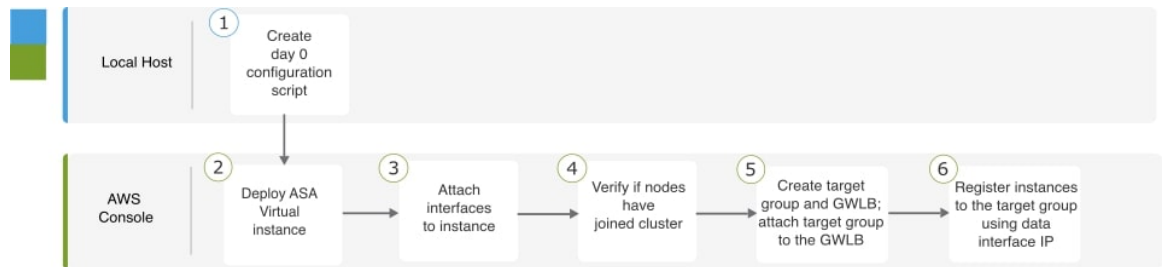 1
Create
day 0
configuration
script
Local Host
2
Deploy ASA
Virtual
instance
3
Attach
interfaces
to instance
4
Verify if nodes
have
joined cluster
5
Create target
group and GWLB;
attach target group
to the GWLB
6
Register instances
to the target group
using data
interface IP
AWS
Console